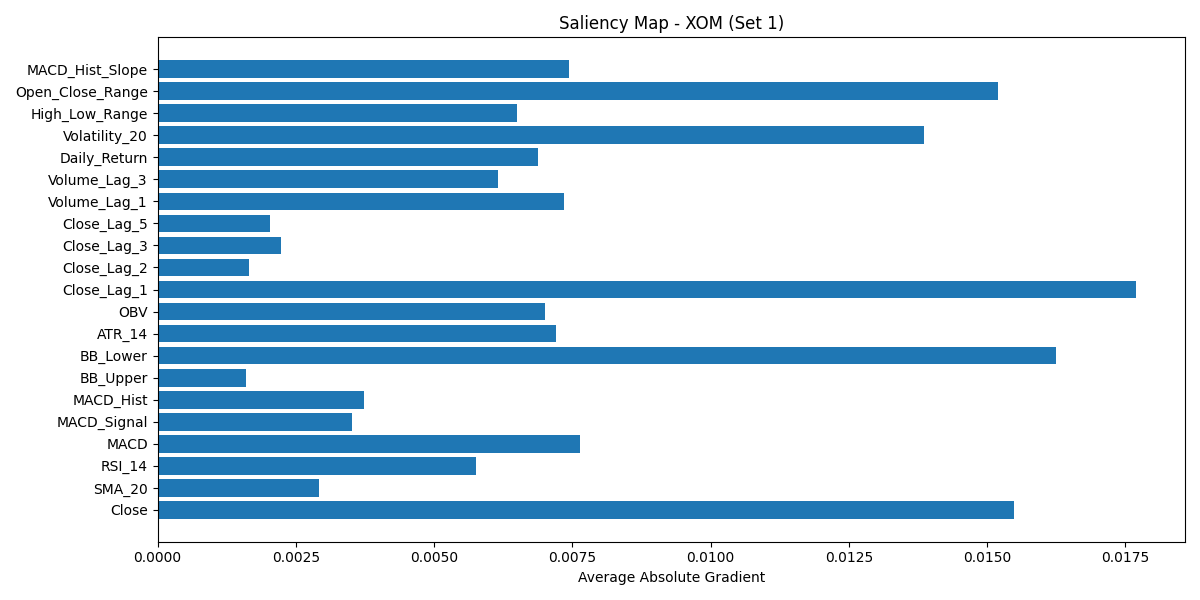 Saliency Map - XOM (Set 1)
MACD_Hist_Slope
Open_Close_Range
High_Low_Range
Volatility_20
Daily_Return
Volume_Lag_3
Volume_Lag_1
Close_Lag_5
Close_Lag_3
Close_Lag_2
Close_Lag_1
OBV
ATR_14
BB_Lower
BB_Upper
MACD_Hist
MACD_Signal
MACD
RSI_14
SMA_20
Close
0.0000 0.0025 0.0050 0.0075 0.0100 0.0125 0.0150 0.0175
Average Absolute Gradient